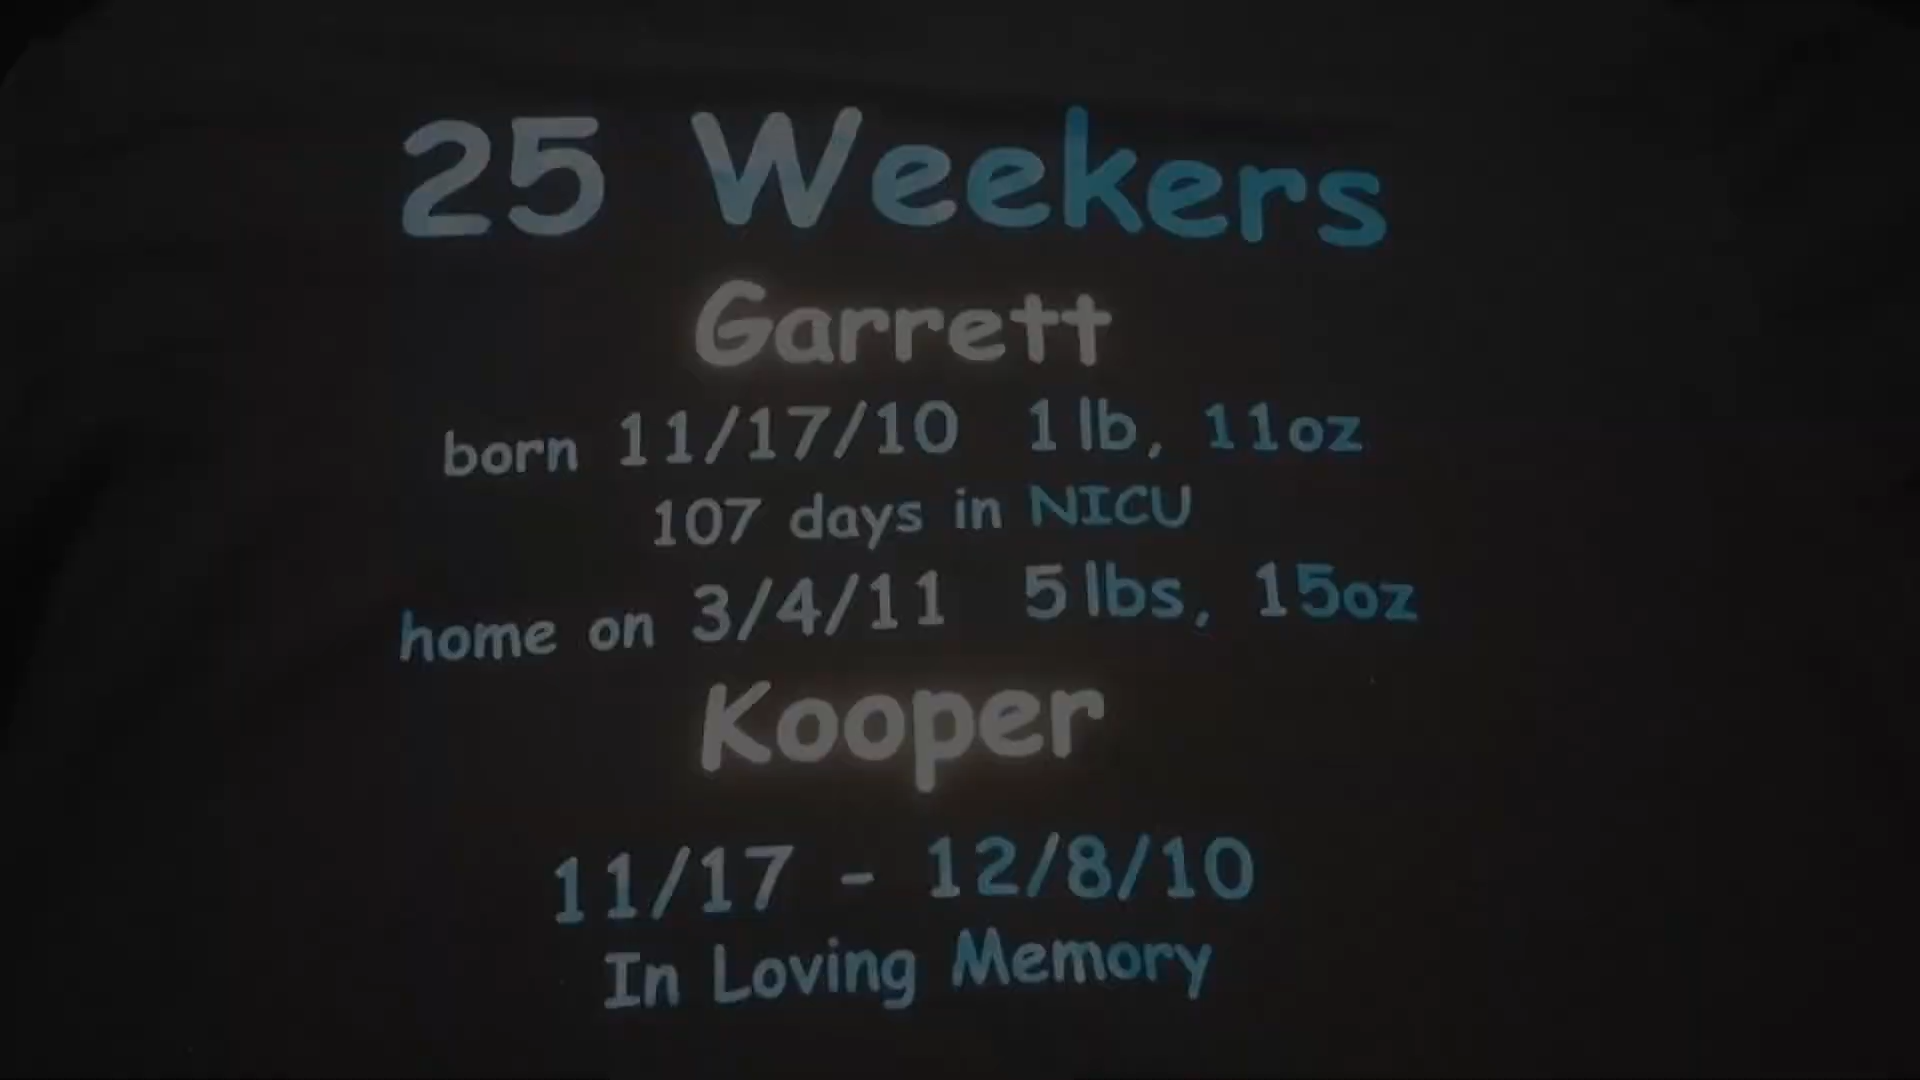 25 Weekers
Garrett
born 11/17/10 1 lb, 11oz
107 days in NICU
home on 3/4/11 5 lbs, 15oz
Kooper
11/17 - 12/8/10
In Loving Memory